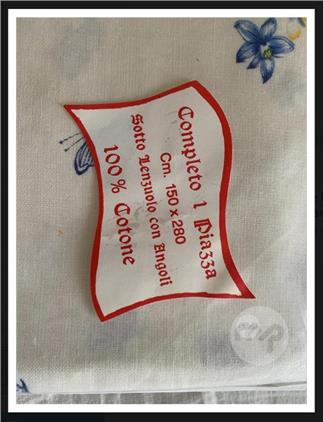 Completo 1 Piazza
Cm. 150 x 280
Sotto Lenzuolo con Angoli
100% Cotone